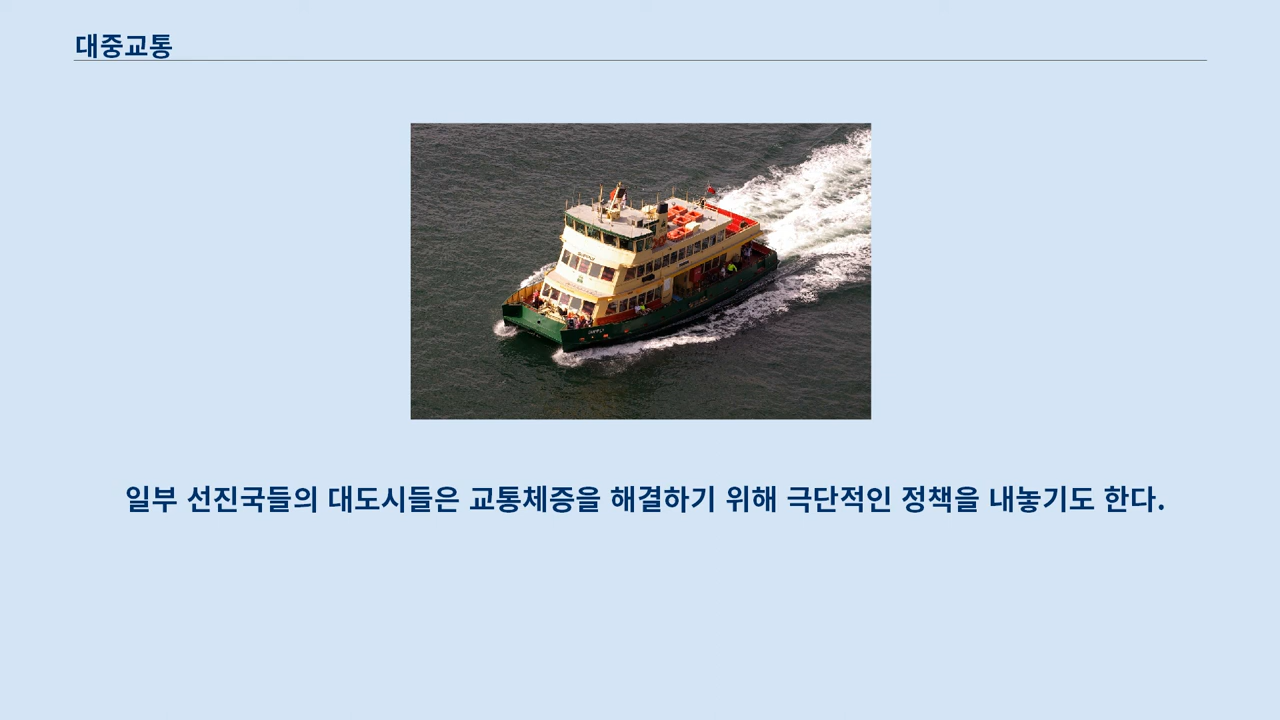 대중교통
일부 선진국들의 대도시들은 교통체증을 해결하기 위해 극단적인 정책을 내놓기도 한다.